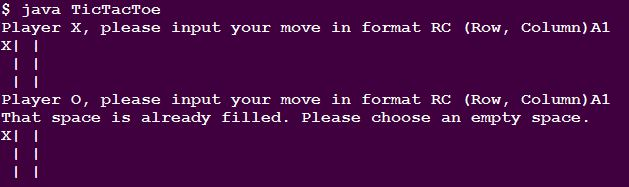 $ java TicTacToe
Player X, please input your move in format RC (Row, Column)A1
X| |
 | |
 | |
Player O, please input your move in format RC (Row, Column)A1
That space is already filled. Please choose an empty space.
X| |
 | |
 | |